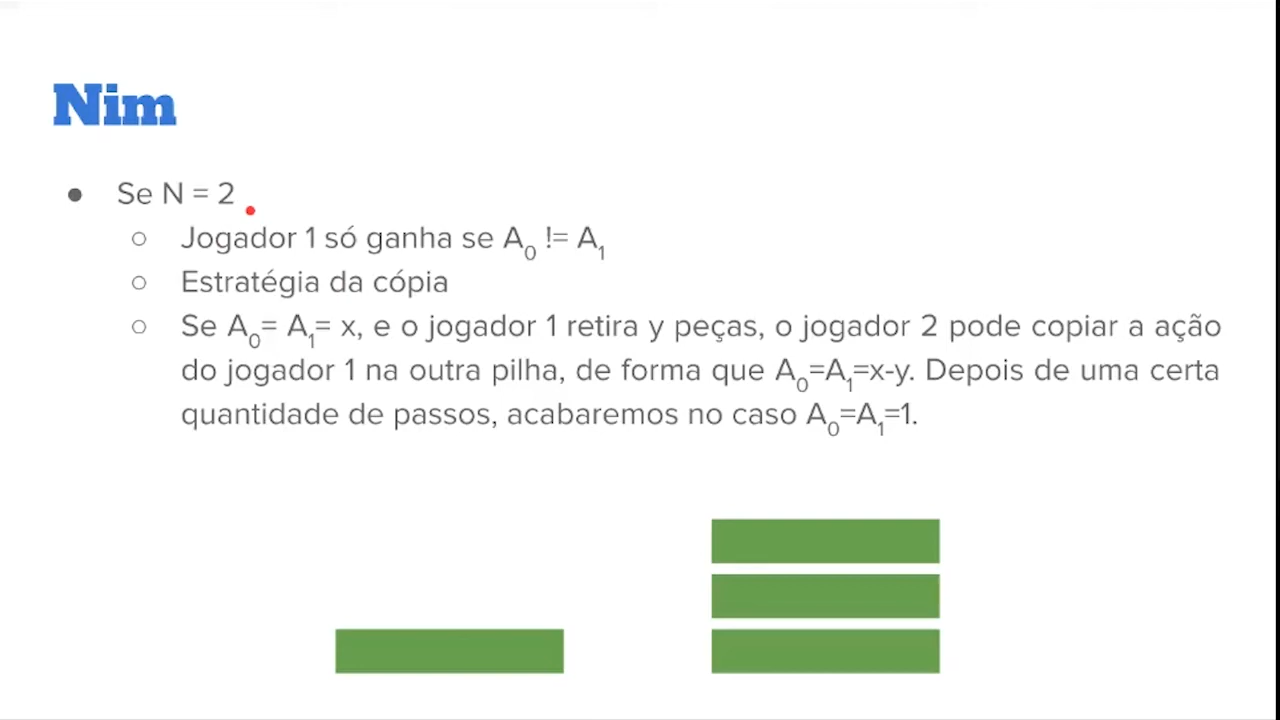 Nim
● Se N = 2
○ Jogador 1 só ganha se A₀ != A₁
○ Estratégia da cópia
○ Se A₀= A₁= x, e o jogador 1 retira y peças, o jogador 2 pode copiar a ação
do jogador 1 na outra pilha, de forma que A₀=A₁=x-y. Depois de uma certa
quantidade de passos, acabaremos no caso A₀=A₁=1.